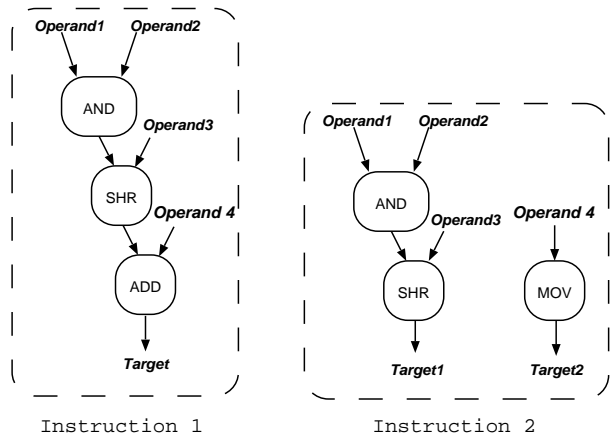 Operand1 Operand2
AND
Operand3
SHR
Operand 4
ADD
Target
Instruction 1
Operand1 Operand2
AND
Operand3
SHR
Target1
Operand 4
MOV
Target2
Instruction 2